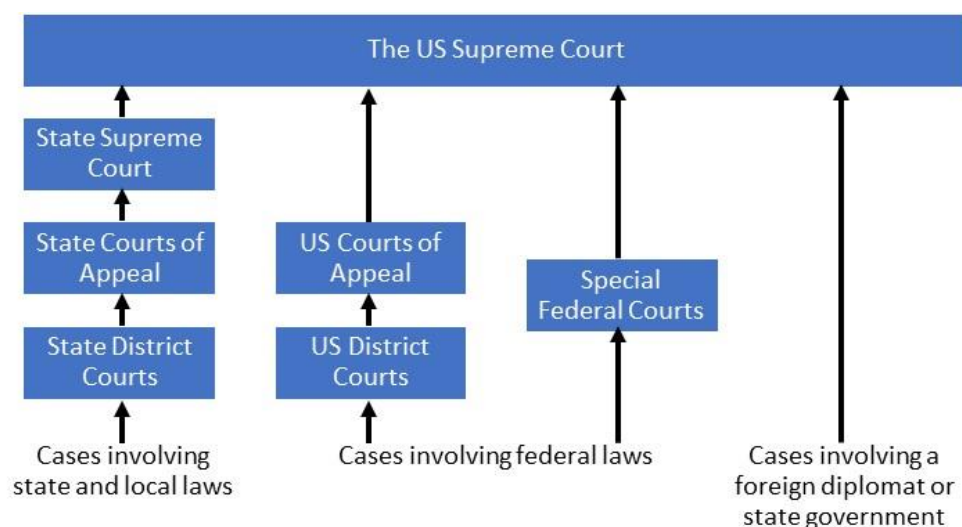 The US Supreme Court
State Supreme
Court
State Courts of
Appeal
State District
Courts
Cases involving
state and local laws
US Courts of
Appeal
US District
Courts
Special
Federal Courts
Cases involving federal laws
Cases involving a
foreign diplomat or
state government